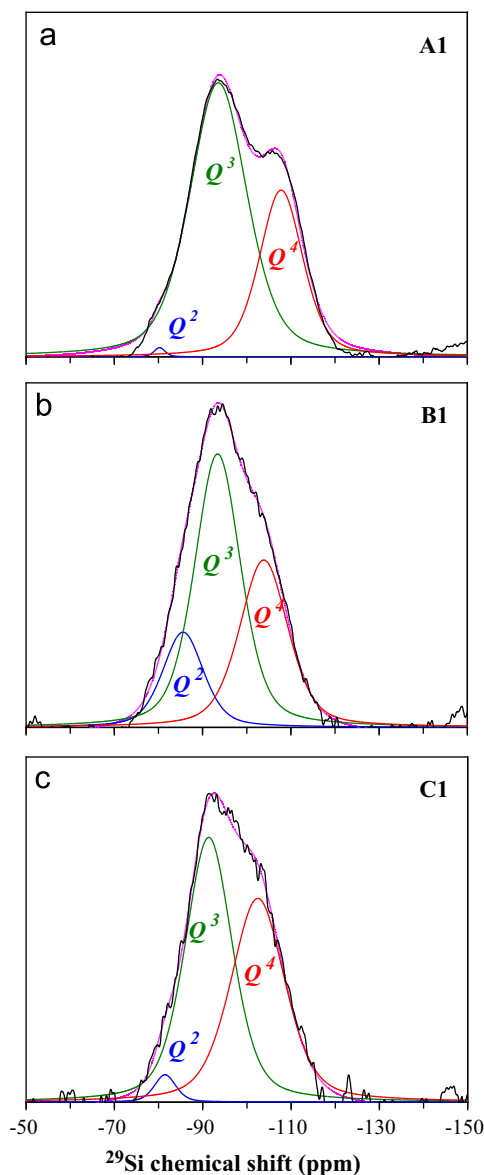 a
A1
Q³
Q⁴
Q²
b
B1
Q³
Q⁴
Q²
c
C1
Q³
Q⁴
Q²
-50 -70 -90 -110 -130 -150
²⁹Si chemical shift (ppm)